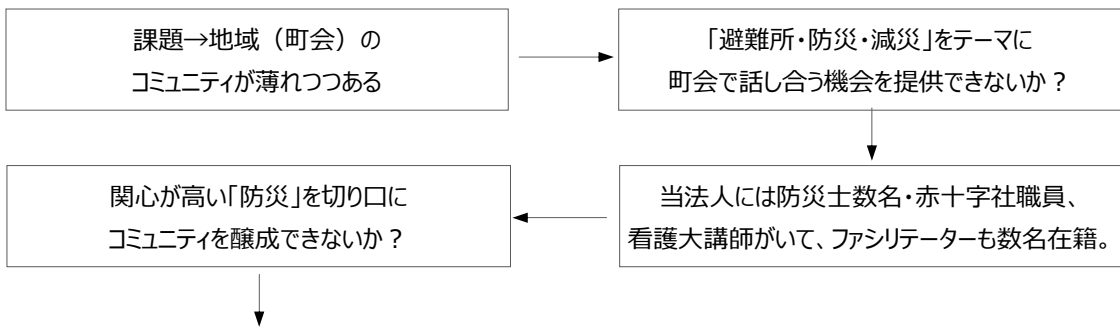 課題→地域（町会）の
コミュニティが薄れつつある
「避難所・防災・減災」をテーマに
町会で話し合う機会を提供できないか？
当法人には防災士数名・赤十字社職員、
看護大講師がいて、ファシリテーターも数名在籍。
関心が高い「防災」を切り口に
コミュニティを醸成できないか？